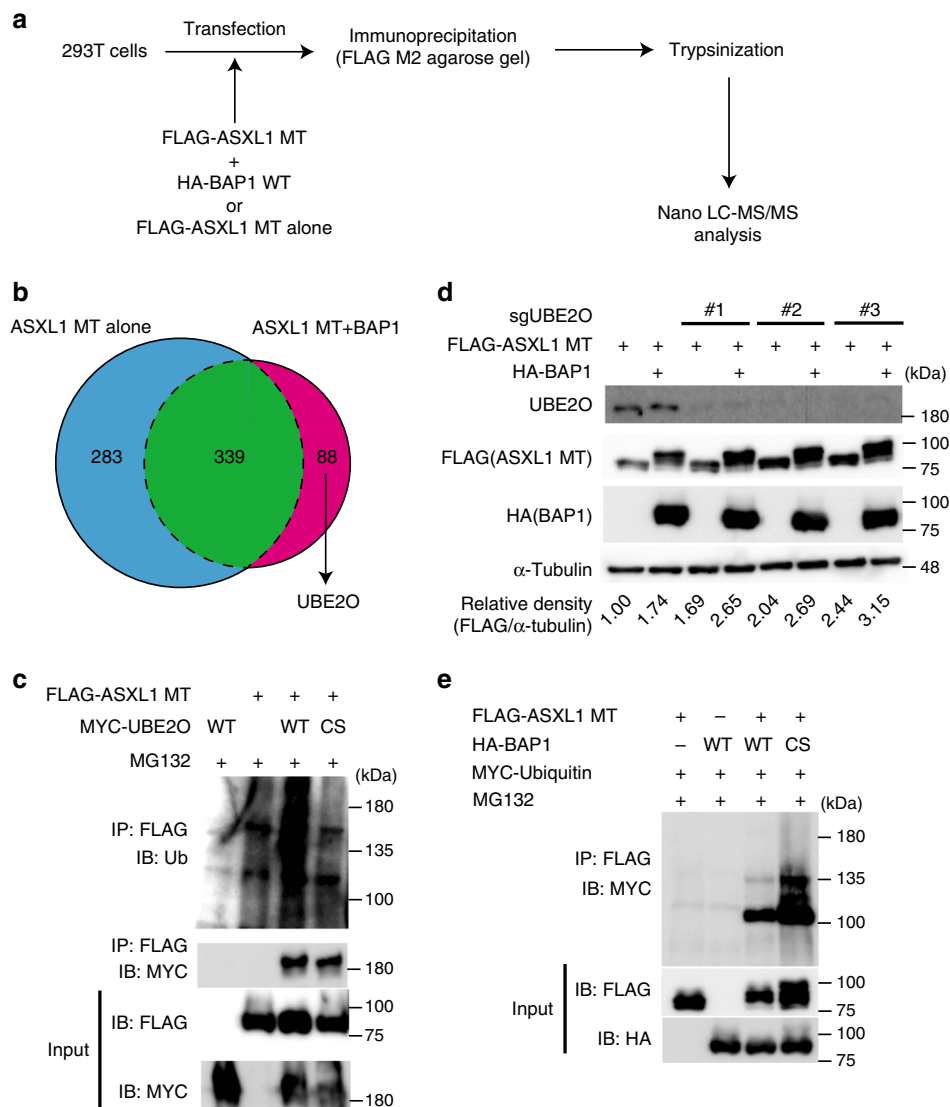 a
293T cells
Transfection
Immunoprecipitation
(FLAG M2 agarose gel)
Trypsinization
FLAG-ASXL1 MT
+
HA-BAP1 WT
or
FLAG-ASXL1 MT alone
Nano LC-MS/MS
analysis
b
ASXL1 MT alone
ASXL1 MT+BAP1
283 339 88
UBE2O
c
FLAG-ASXL1 MT + + +
MYC-UBE2O WT WT CS
MG132 + + + +
(kDa)
IP: FLAG
IB: Ub
180
135
100
IP: FLAG
IB: MYC
180
Input
IB: FLAG
100
75
IB: MYC
180
d
sgUBE2O #1 #2 #3
FLAG-ASXL1 MT + + + + + + + +
HA-BAP1 + + + + (kDa)
UBE2O
180
FLAG(ASXL1 MT)
100
75
HA(BAP1)
100
75
α-Tubulin
48
Relative density
(FLAG/α-tubulin)
1.00 1.74 1.69 2.65 2.04 2.69 2.44 3.15
e
FLAG-ASXL1 MT + – + +
HA-BAP1 – WT WT CS
MYC-Ubiquitin + + + +
MG132 + + + + (kDa)
IP: FLAG
IB: MYC
180
135
100
Input
IB: FLAG
100
75
IB: HA
100
75